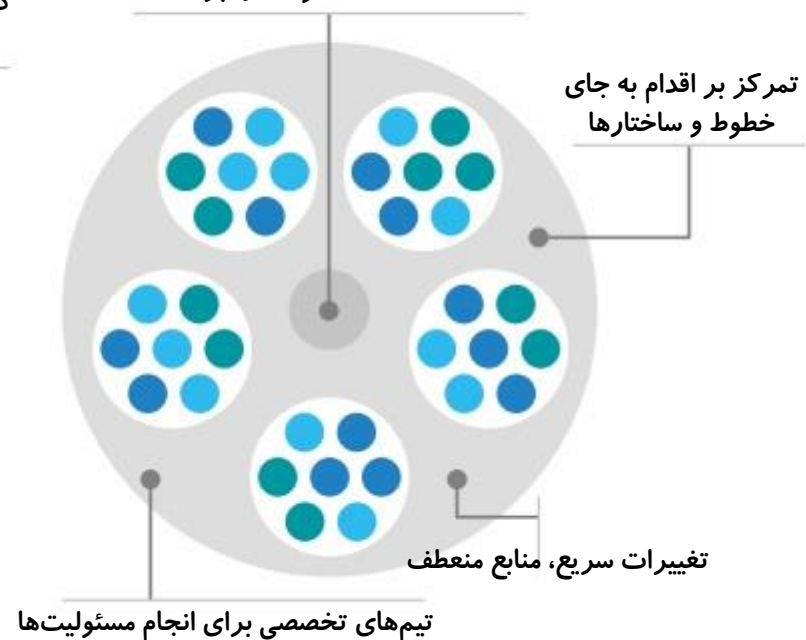 تمرکز بر اقدام به جای
خطوط و ساختارها
تغییرات سریع، منابع منعطف
تیم‌های تخصصی برای انجام مسئولیت‌ها